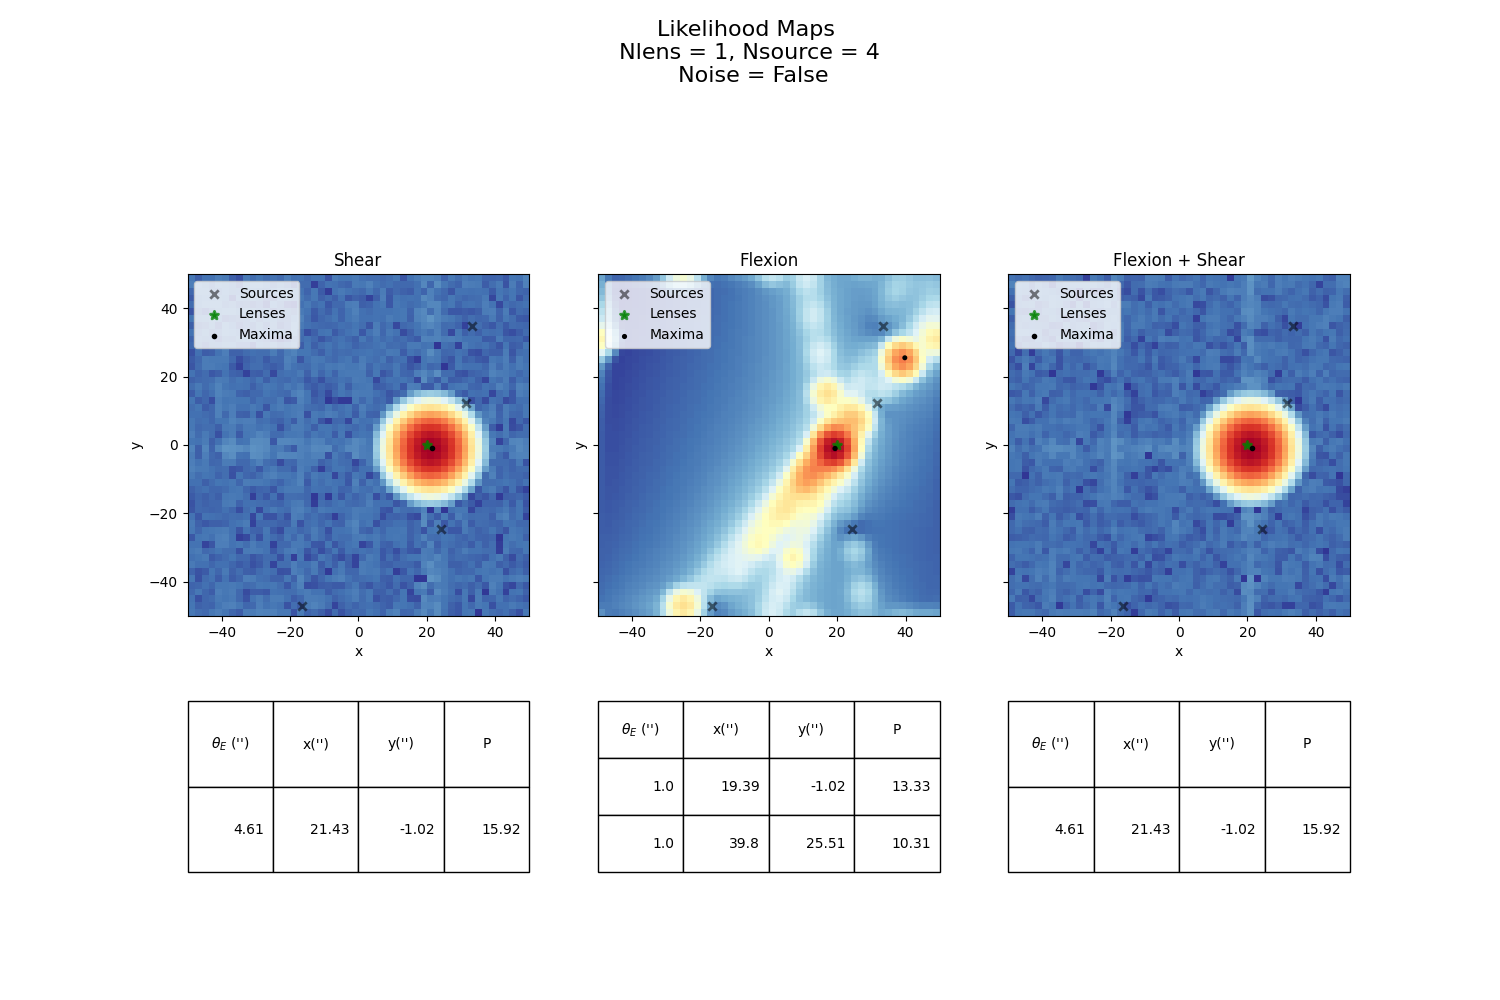 Likelihood Maps
Nlens = 1, Nsource = 4
Noise = False
Shear
Flexion
Flexion + Shear
Sources
Lenses
Maxima
Sources
Lenses
Maxima
Sources
Lenses
Maxima
y
40
20
0
−20
−40
y
y
−40 −20 0 20 40
−40 −20 0 20 40
−40 −20 0 20 40
x
x
x
θ_E ('') x('') y('') P
4.61 21.43 -1.02 15.92
θ_E ('') x('') y('') P
1.0 19.39 -1.02 13.33
1.0 39.8 25.51 10.31
θ_E ('') x('') y('') P
4.61 21.43 -1.02 15.92